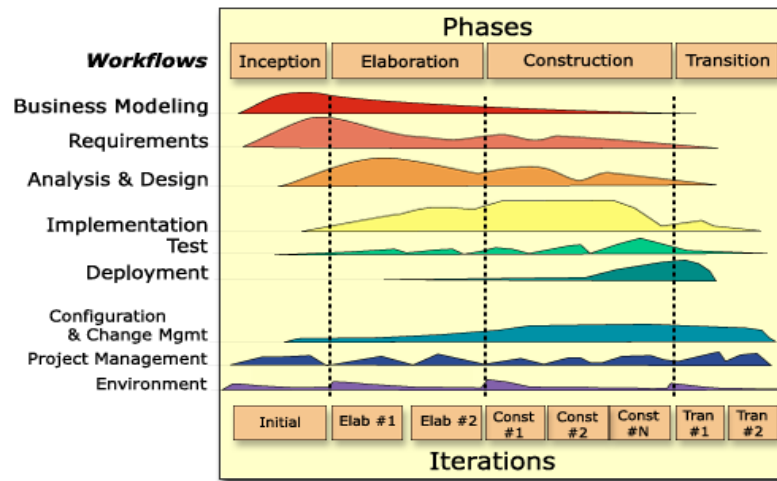 Phases
Workflows
Inception
Elaboration
Construction
Transition
Business Modeling
Requirements
Analysis & Design
Implementation
Test
Deployment
Configuration
& Change Mgmt
Project Management
Environment
Initial
Elab #1
Elab #2
Const
#1
Const
#2
Const
#N
Tran
#1
Tran
#2
Iterations